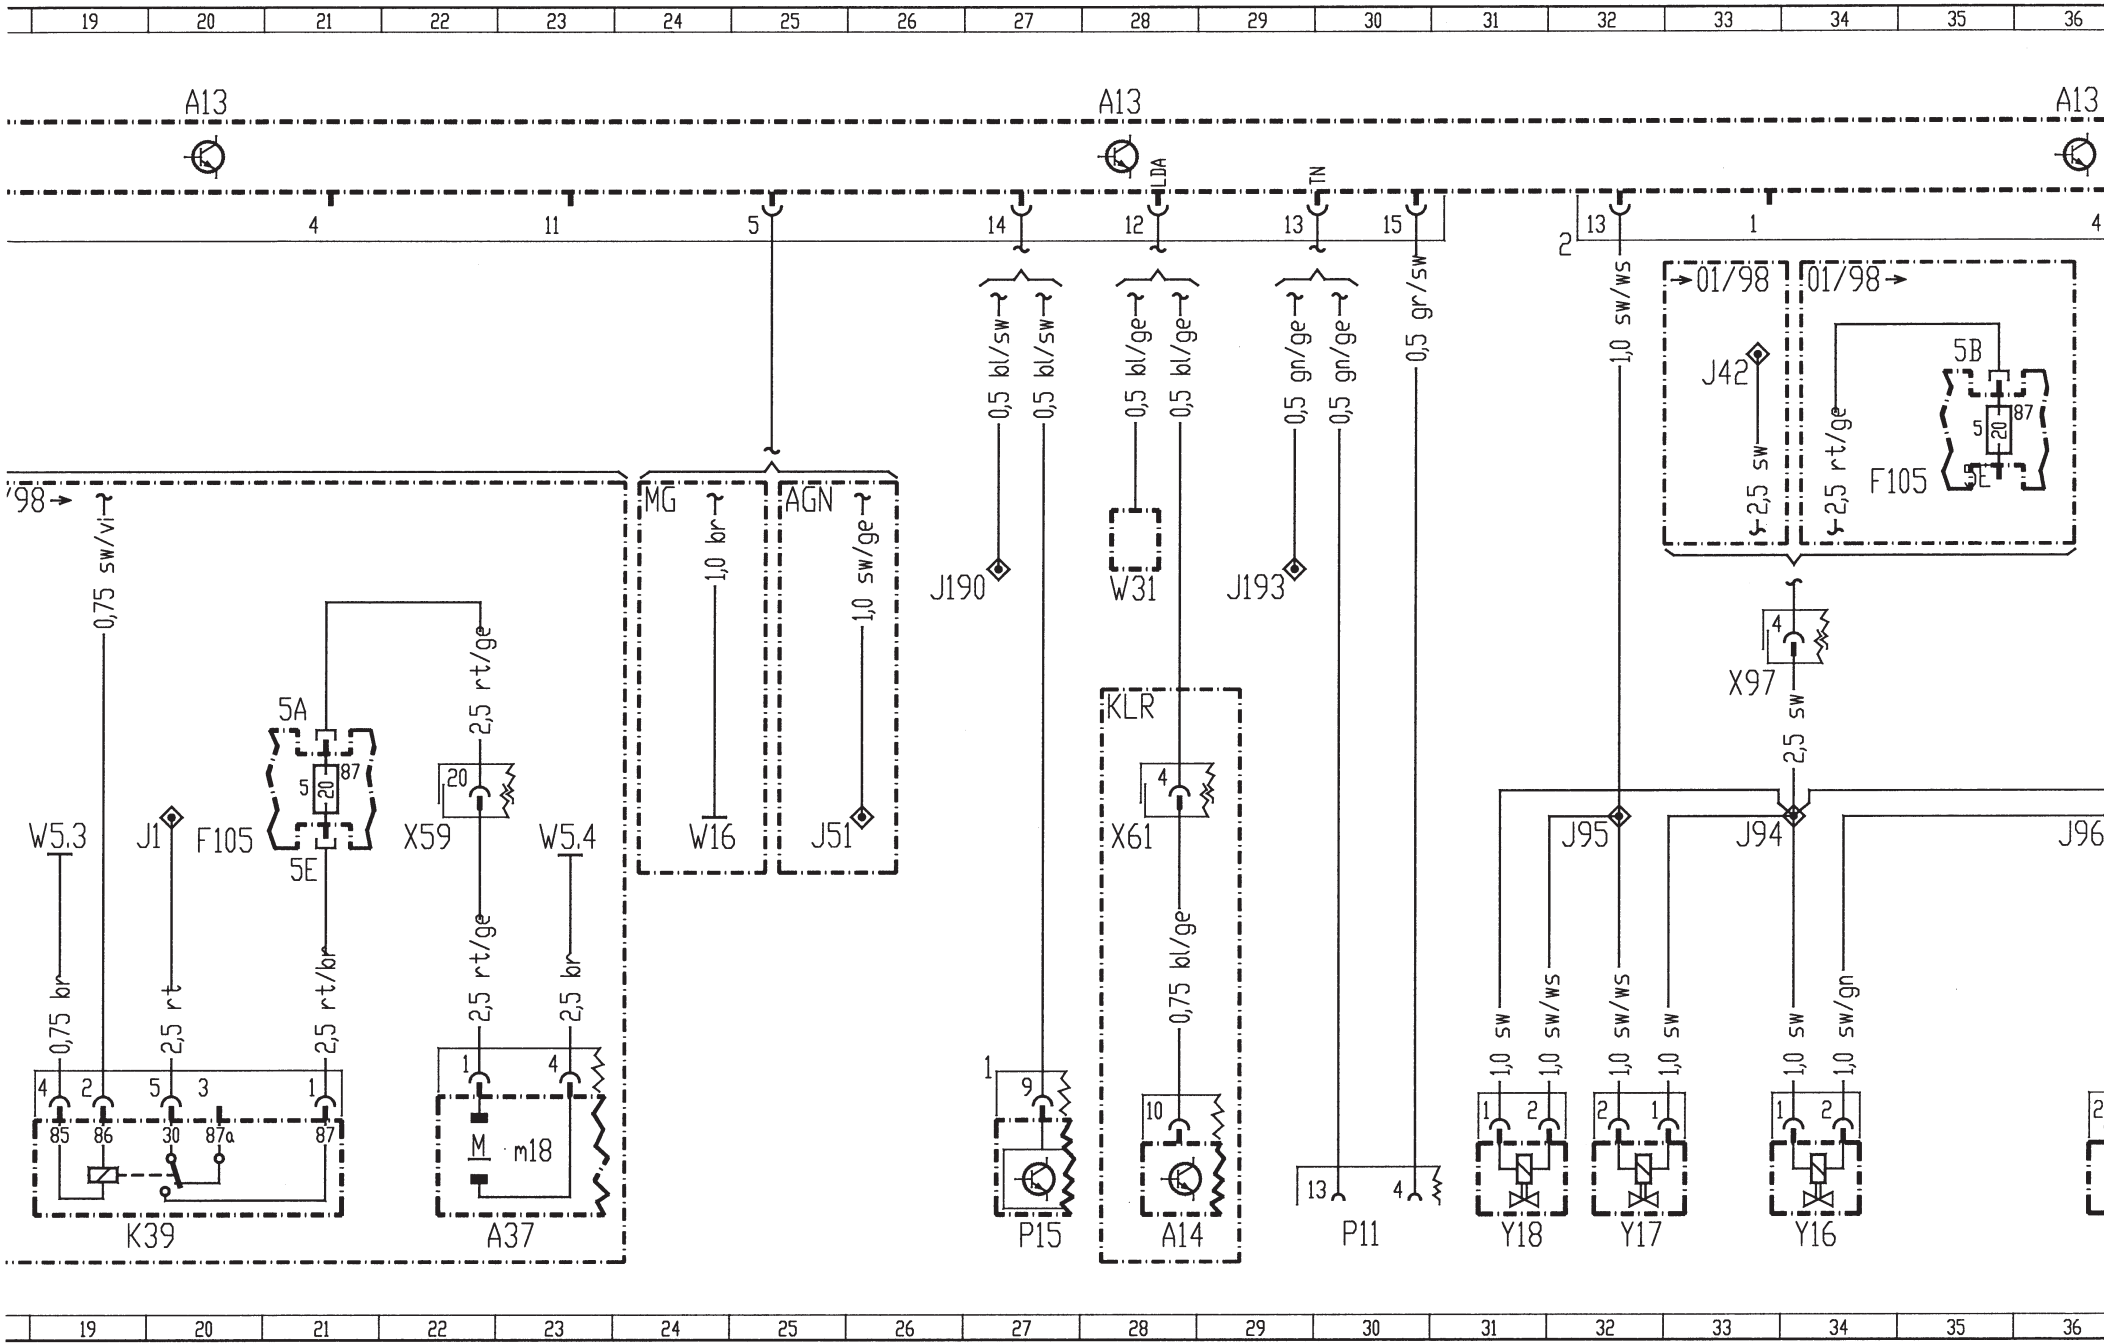 19 20 21 22 23 24 25 26 27 28 29 30 31 32 33 34 35 36
A13 A13 A13
LDA TN
4 11 5 14 12 13 15 13 1 4
2
→01/98 01/98→
0,5 bl/sw
0,5 bl/sw
0,5 bl/ge
0,5 bl/ge
0,5 gn/ge
0,5 gn/ge
0,5 gr/sw
1,0 sw/ws
J42
2,5 sw
2,5 rt/ge
5B
5 20 87
F105
5E
/98→
0,75 sw/vi
MG
1,0 br
AGN
1,0 sw/ge
J190 W31 J193
4
X97
2,5 sw
2,5 rt/ge
5A
5 20 87
20
KLR
4
W5.3 J1 F105 X59 W5.4 W16 J51 X61 J95 J94 J96
5E
0,75 br
2,5 rt
2,5 rt/br
2,5 rt/ge
2,5 br
0,75 bl/ge
1,0 sw
1,0 sw/ws
1,0 sw/ws
1,0 sw
1,0 sw
1,0 sw/gn
4 2 5 3 1
1 4
1
9
10
1 2 2 1 1 2 2
85 86 30 87a 87
M m18
13 4
K39 A37 P15 A14 P11 Y18 Y17 Y16
19 20 21 22 23 24 25 26 27 28 29 30 31 32 33 34 35 36